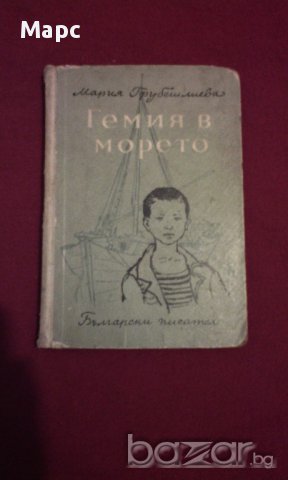 Марс
Мария Грубешлиева
Гемия в
морето
Български писател
bazar.bg